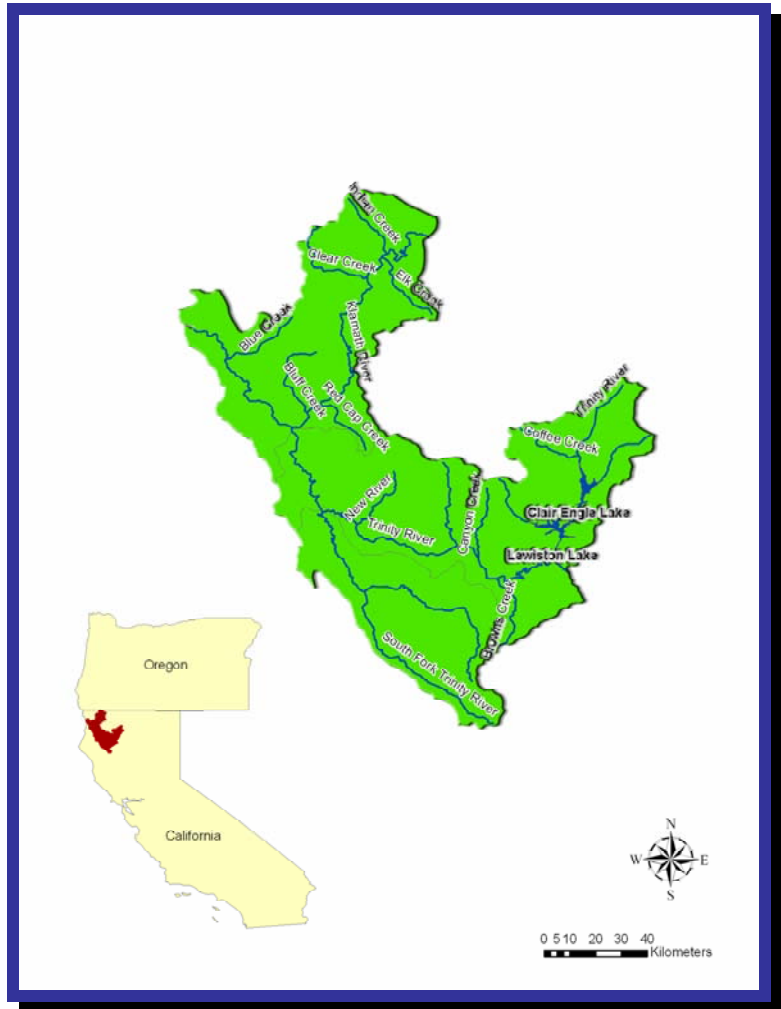 Indian Creek
Clear Creek
Elk Creek
Blue Creek
Klamath River
Bluff Creek
Red Cap Creek
Trinity River
Coffee Creek
New River
Trinity River
Canyon Creek
Clair Engle Lake
Lewiston Lake
Browns Creek
South Fork Trinity River
Oregon
California
N
W E
S
0 5 10 20 30 40
Kilometers